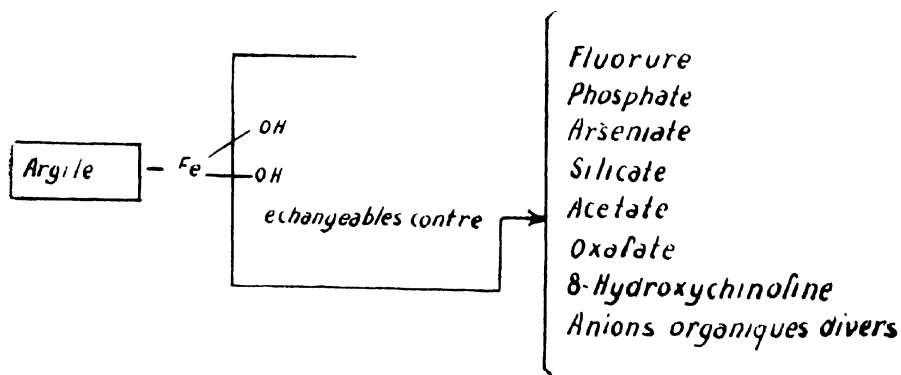 Argile
Fe
OH
OH
echangeables contre
Fluorure
Phosphate
Arseniate
Silicate
Acetate
Oxalate
8-Hydroxychinoline
Anions organiques divers